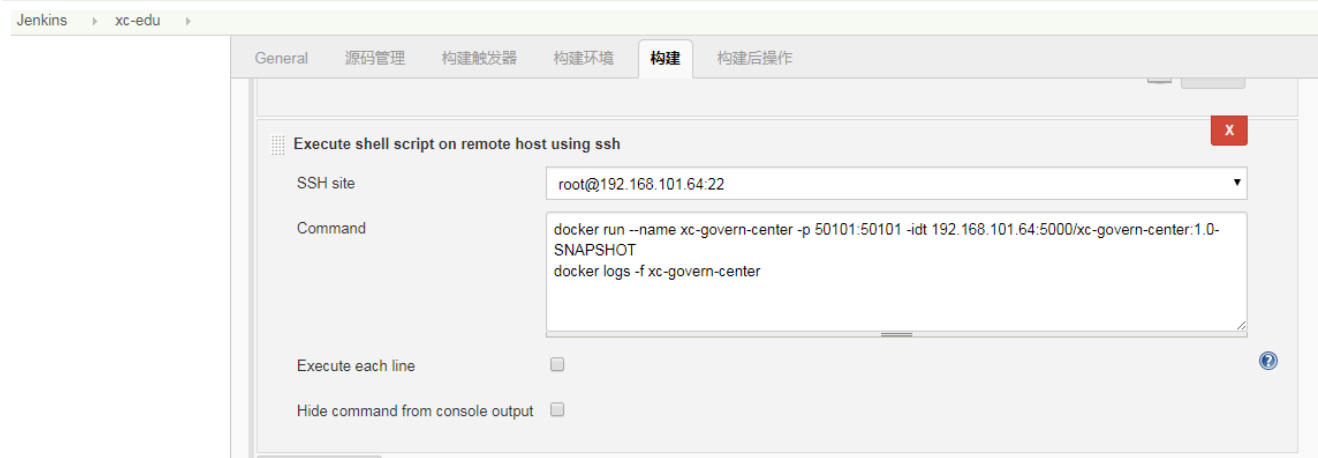 Jenkins xc-edu
General 源码管理 构建触发器 构建环境 构建 构建后操作
X
Execute shell script on remote host using ssh
SSH site root@192.168.101.64:22
Command docker run --name xc-govern-center -p 50101:50101 -idt 192.168.101.64:5000/xc-govern-center:1.0-
SNAPSHOT
docker logs -f xc-govern-center
Execute each line
Hide command from console output